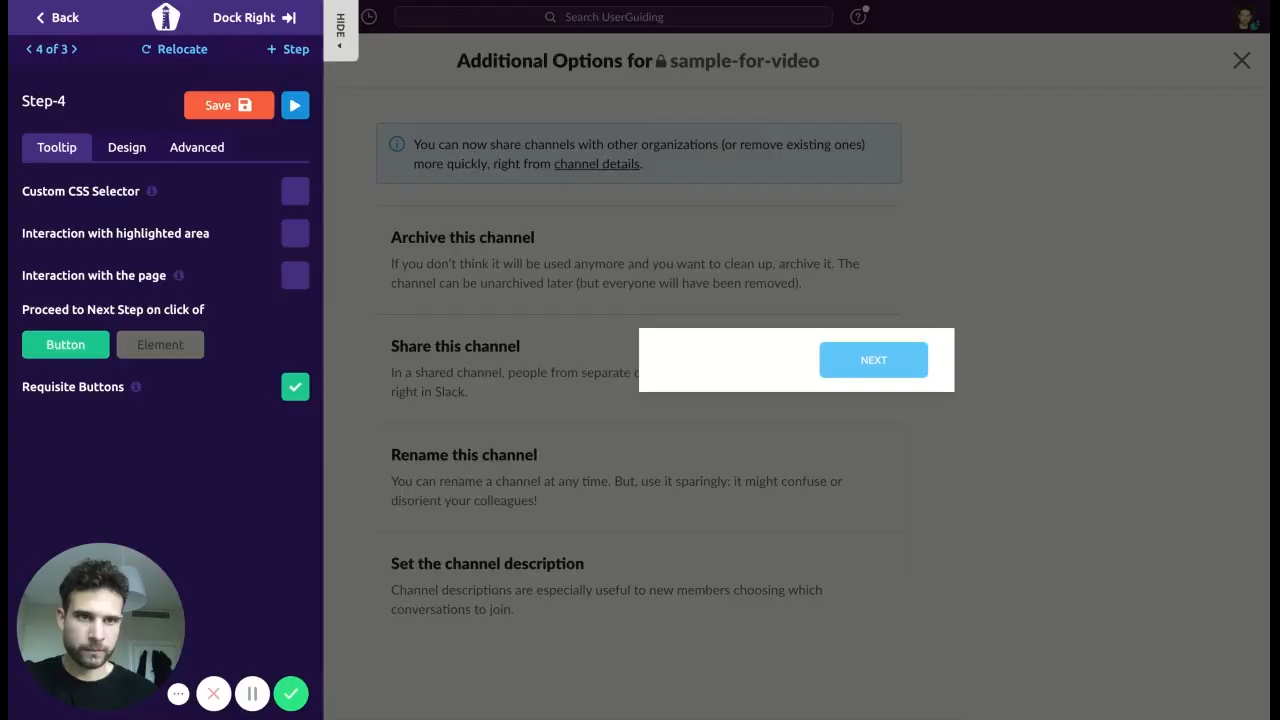 Back
Dock Right
HIDE
Search UserGuiding
< 4 of 3 >
Relocate
+ Step
Additional Options for sample-for-video
Step-4
Save
Tooltip
Design
Advanced
You can now share channels with other organizations (or remove existing ones)
more quickly, right from channel details.
Custom CSS Selector
Interaction with highlighted area
Interaction with the page
Proceed to Next Step on click of
Button
Element
Requisite Buttons
Archive this channel
If you don't think it will be used anymore and you want to clean up, archive it. The
channel can be unarchived later (but everyone will have been removed).
Share this channel
In a shared channel, people from separate
right in Slack.
NEXT
Rename this channel
You can rename a channel at any time. But, use it sparingly: it might confuse or
disorient your colleagues!
Set the channel description
Channel descriptions are especially useful to new members choosing which
conversations to join.